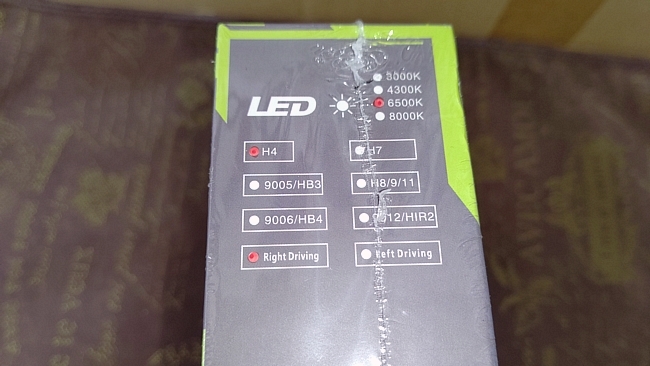 3000K
4300K
LED 6500K
8000K
H4 H7
9005/HB3 H8/9/11
9006/HB4 9012/HIR2
Right Driving Left Driving